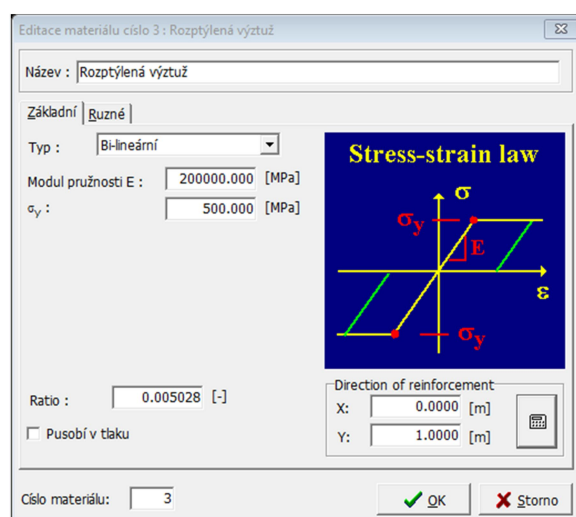 Editace materiálu císlo 3 : Rozptýlená výztuž
Název : Rozptýlená výztuž
Základní Ruzné
Typ : Bi-lineární
Modul pružnosti E : 200000.000 [MPa]
σy : 500.000 [MPa]
Stress-strain law
σ
σy
E
ε
σy
Ratio : 0.005028 [-]
Pusobí v tlaku
Direction of reinforcement
X: 0.0000 [m]
Y: 1.0000 [m]
Císlo materiálu: 3
OK Storno